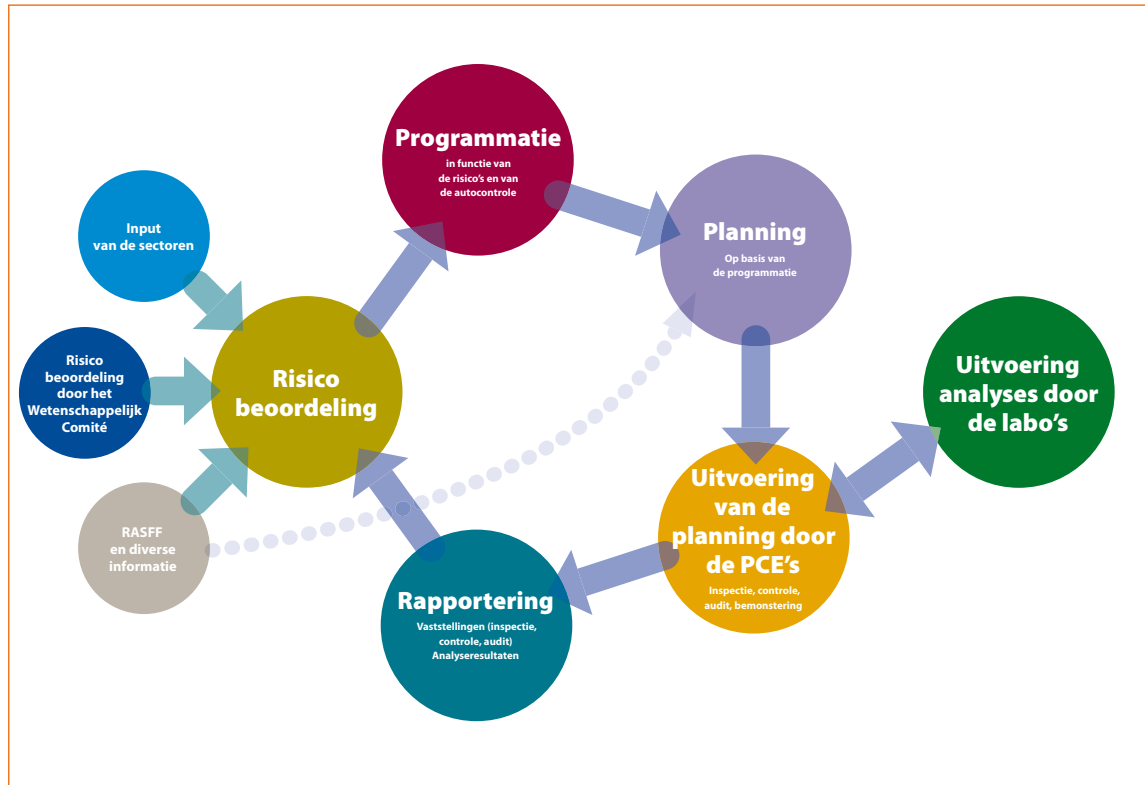 Programmatie
in functie van
de risico's en van
de autocontrole
Input
van de sectoren
Planning
Op basis van
de programmatie
Risico
beoordeling
door het
Wetenschappelijk
Comité
Risico
beoordeling
Uitvoering
analyses door
de labo's
Uitvoering
van de
planning door
de PCE's
Inspectie, controle,
audit, bemonstering
RASFF
en diverse
informatie
Rapportering
Vaststellingen (inspectie,
controle, audit)
Analyseresultaten